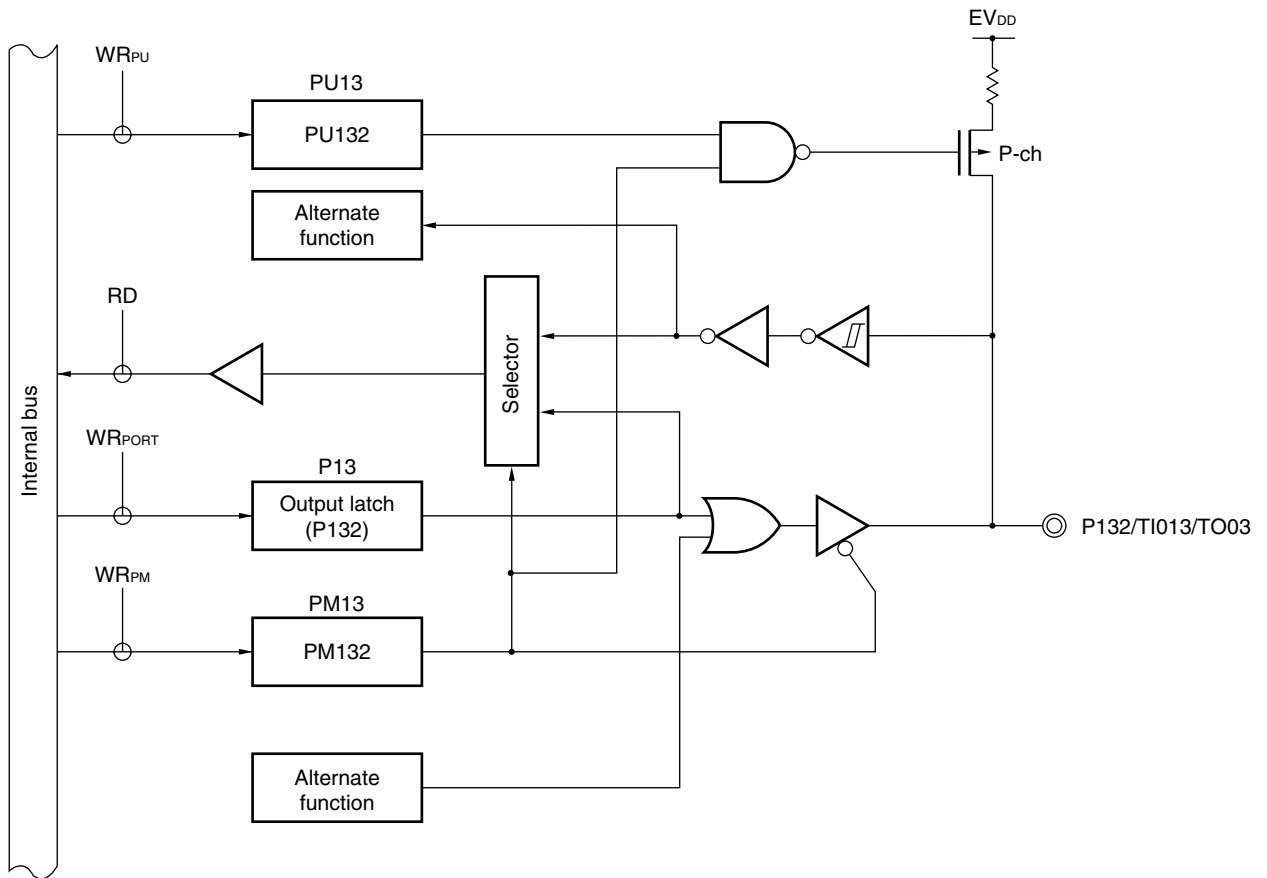 EVDD
WRPU
PU13
PU132
P-ch
Alternate
function
RD
Selector
Internal bus
WRPORT
P13
Output latch
(P132)
P132/TI013/TO03
WRPM
PM13
PM132
Alternate
function